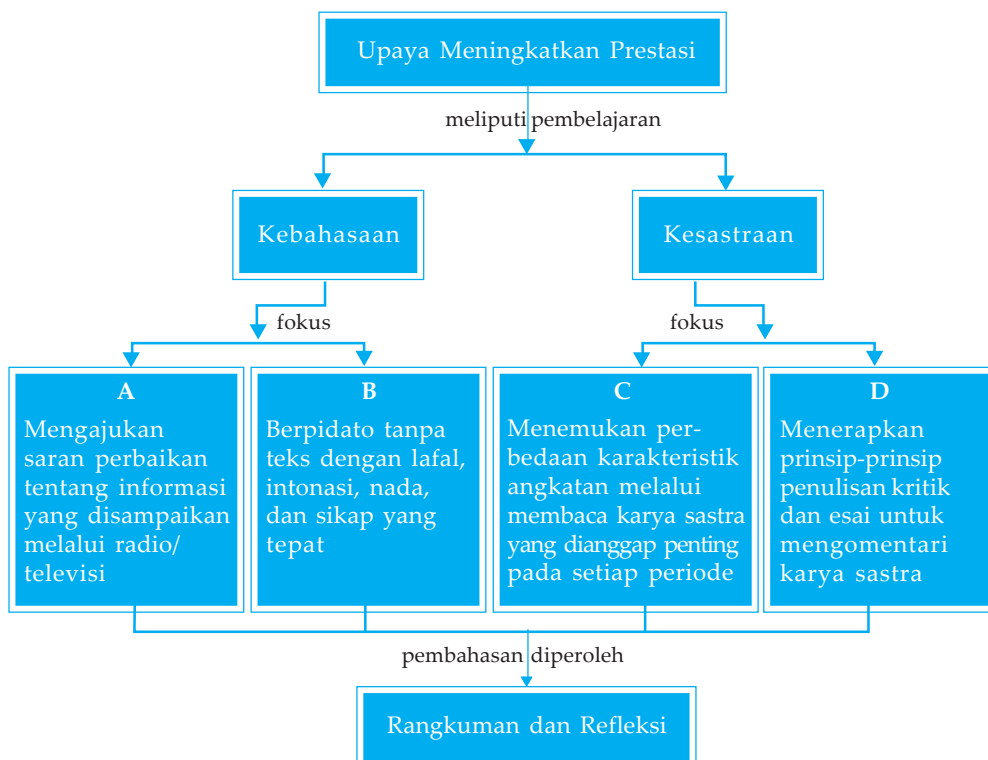 Upaya Meningkatkan Prestasi
meliputi pembelajaran
Kebahasaan
Kesastraan
fokus
fokus
A
Mengajukan
saran perbaikan
tentang informasi
yang disampaikan
melalui radio/
televisi
B
Berpidato tanpa
teks dengan lafal,
intonasi, nada,
dan sikap yang
tepat
C
Menemukan per-
bedaan karakteristik
angkatan melalui
membaca karya sastra
yang dianggap penting
pada setiap periode
D
Menerapkan
prinsip-prinsip
penulisan kritik
dan esai untuk
mengomentari
karya sastra
pembahasan diperoleh
Rangkuman dan Refleksi